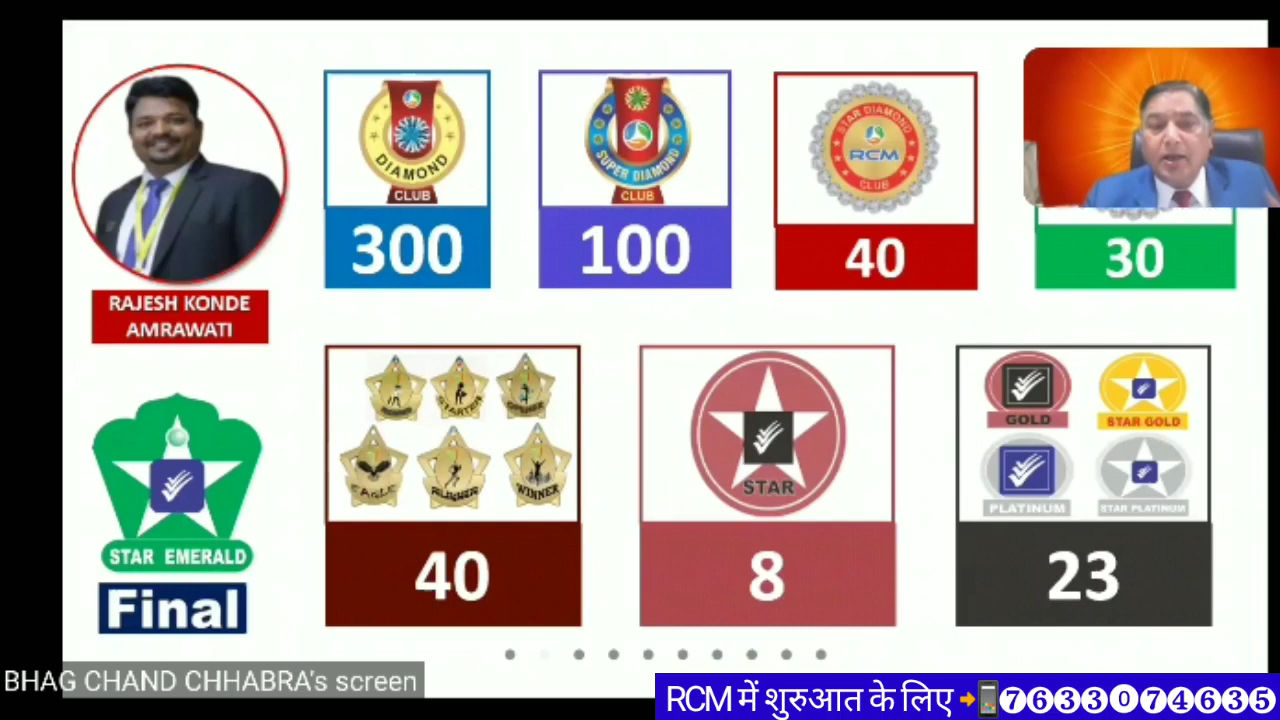 DIAMOND
CLUB
300
SUPER DIAMOND
CLUB
100
STAR DIAMOND
RCM
CLUB
40
30
RAJESH KONDE
AMRAWATI
STAR EMERALD
Final
STARTER
EAGLE
RUNNER
WINNER
40
STAR
8
GOLD
STAR GOLD
PLATINUM
STAR PLATINUM
23
BHAG CHAND CHHABRA's screen
RCM में शुरुआत के लिए 7633074635